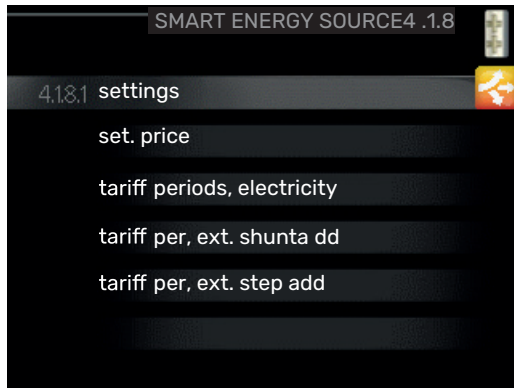 SMART ENERGY SOURCE4 .1.8
4.1.8.1 settings
set. price
tariff periods, electricity
tariff per, ext. shunta dd
tariff per, ext. step add